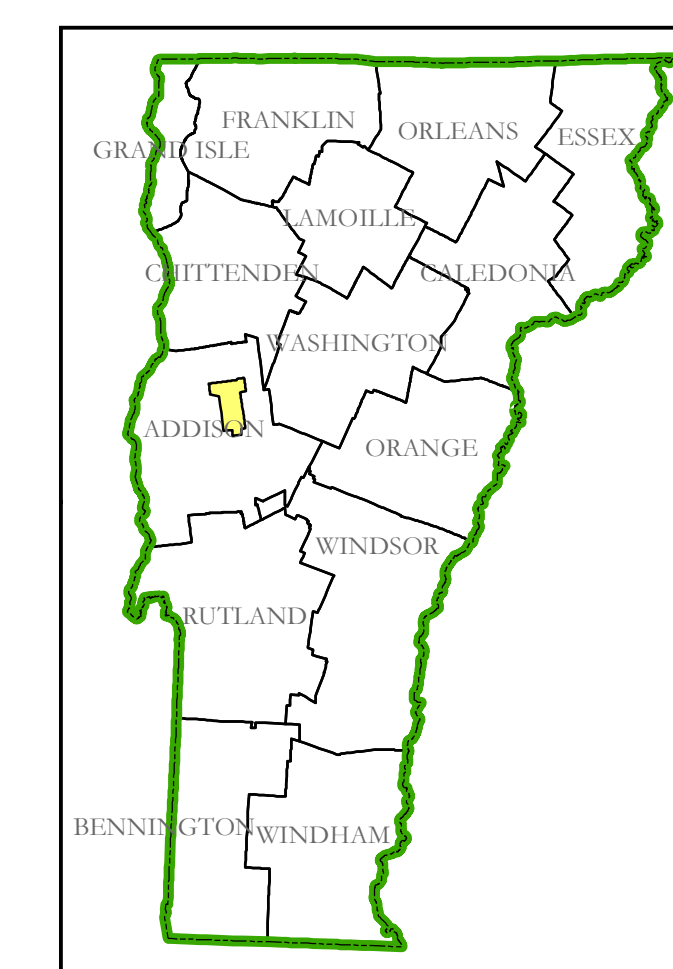 FRANKLIN
ORLEANS
ESSEX
GRAND ISLE
LAMOILLE
CHITTENDEN
CALEDONIA
WASHINGTON
ADDISON
ORANGE
WINDSOR
RUTLAND
BENNINGTON
WINDHAM